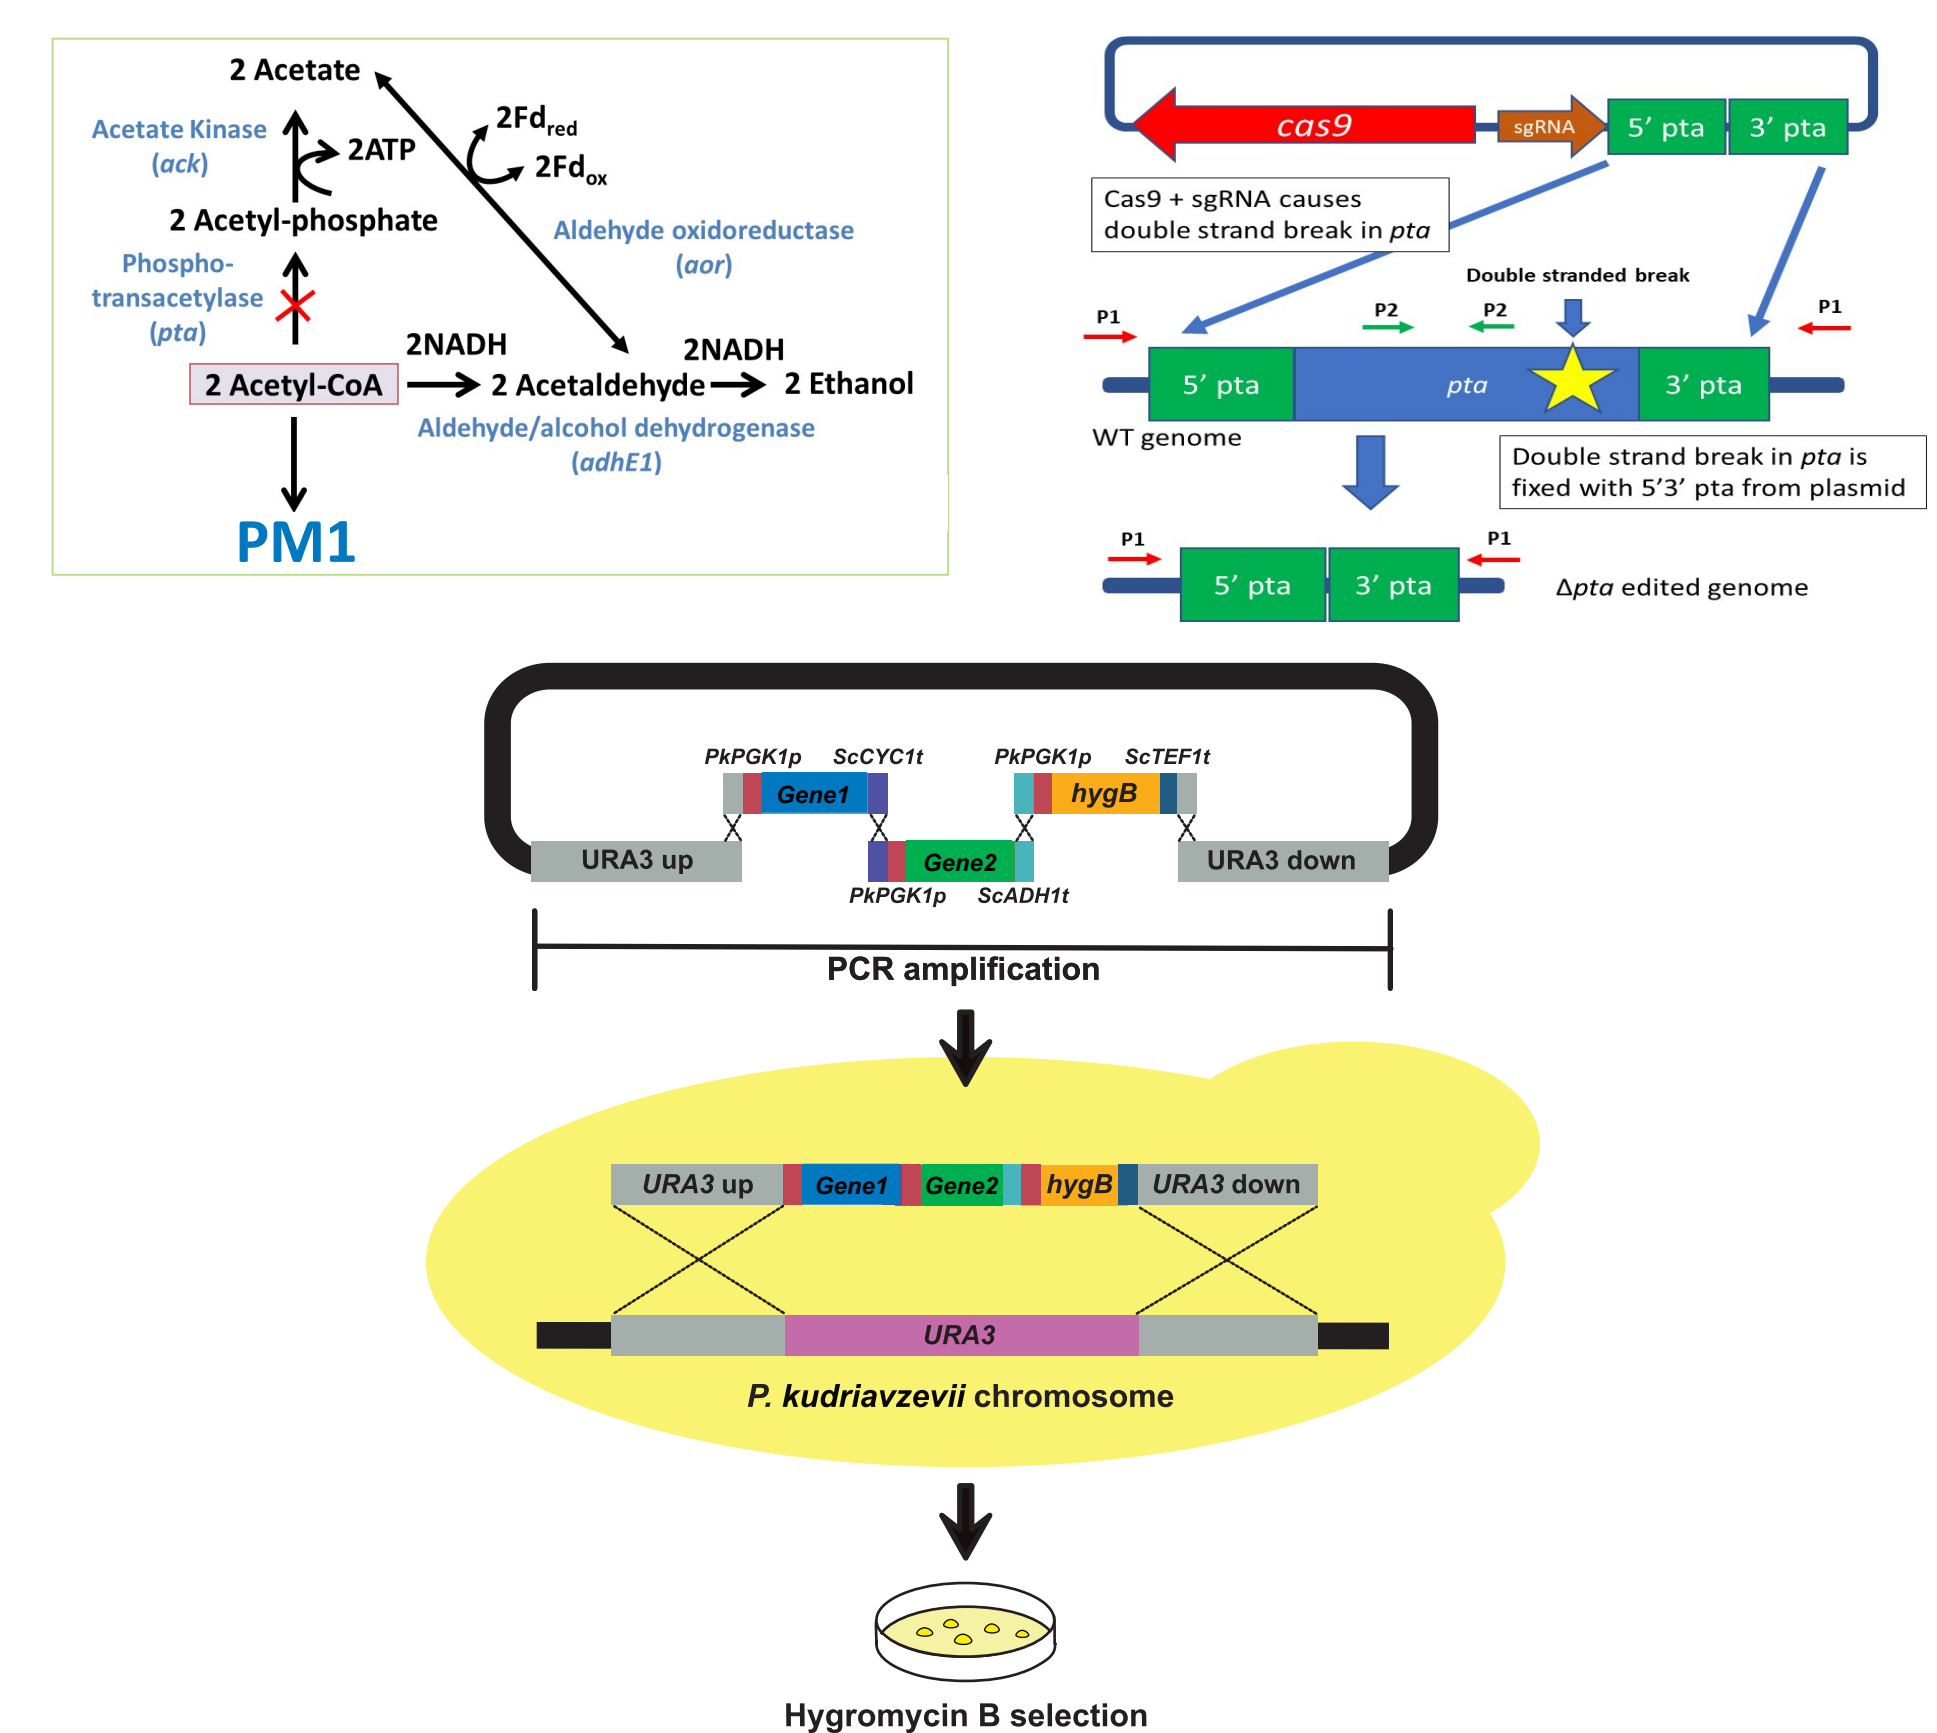 2 Acetate
Acetate Kinase
(ack)
2ATP
2Fdred
2Fdox
2 Acetyl-phosphate
Aldehyde oxidoreductase
(aor)
Phospho-
transacetylase
(pta)
2NADH
2NADH
2 Acetyl-CoA
2 Acetaldehyde
2 Ethanol
Aldehyde/alcohol dehydrogenase
(adhE1)
PM1
cas9
sgRNA
5’ pta
3’ pta
Cas9 + sgRNA causes
double strand break in pta
Double stranded break
P1
P2
P2
P1
5’ pta
pta
3’ pta
WT genome
Double strand break in pta is
fixed with 5’3’ pta from plasmid
P1
P1
5’ pta
3’ pta
Δpta edited genome
PkPGK1p
ScCYC1t
PkPGK1p
ScTEF1t
Gene1
hygB
URA3 up
Gene2
URA3 down
PkPGK1p
ScADH1t
PCR amplification
URA3 up
Gene1
Gene2
hygB
URA3 down
URA3
P. kudriavzevii chromosome
Hygromycin B selection